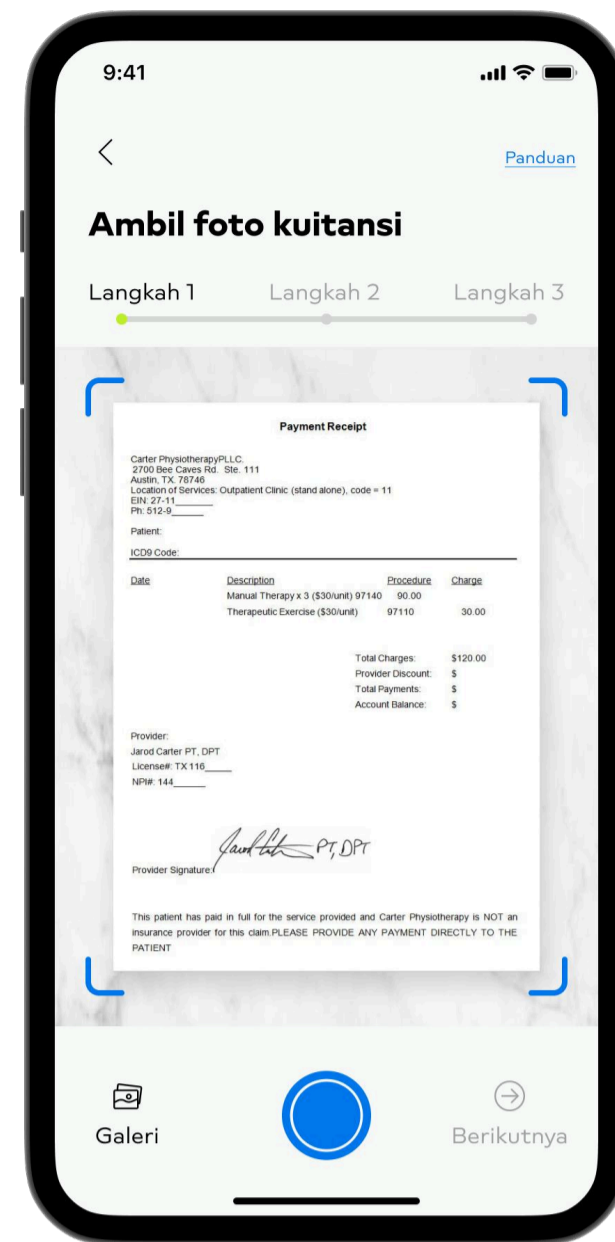 9:41
Panduan
Ambil foto kuitansi
Langkah 1 Langkah 2 Langkah 3
Payment Receipt
Carter PhysiotherapyPLLC.
2700 Bee Caves Rd. Ste. 111
Austin, TX. 78746
Location of Services: Outpatient Clinic (stand alone), code = 11
EIN: 27-11______
Ph: 512-9_____
Patient:
ICD9 Code:
Date Description Procedure Charge
Manual Therapy x 3 ($30/unit) 97140 90.00
Therapeutic Exercise ($30/unit) 97110 30.00
Total Charges: $120.00
Provider Discount: $
Total Payments: $
Account Balance: $
Provider:
Jarod Carter PT, DPT
License#: TX 116____
NPI#: 144_____
PT, DPT
Provider Signature:
This patient has paid in full for the service provided and Carter Physiotherapy is NOT an
insurance provider for this claim.PLEASE PROVIDE ANY PAYMENT DIRECTLY TO THE
PATIENT
Galeri
Berikutnya